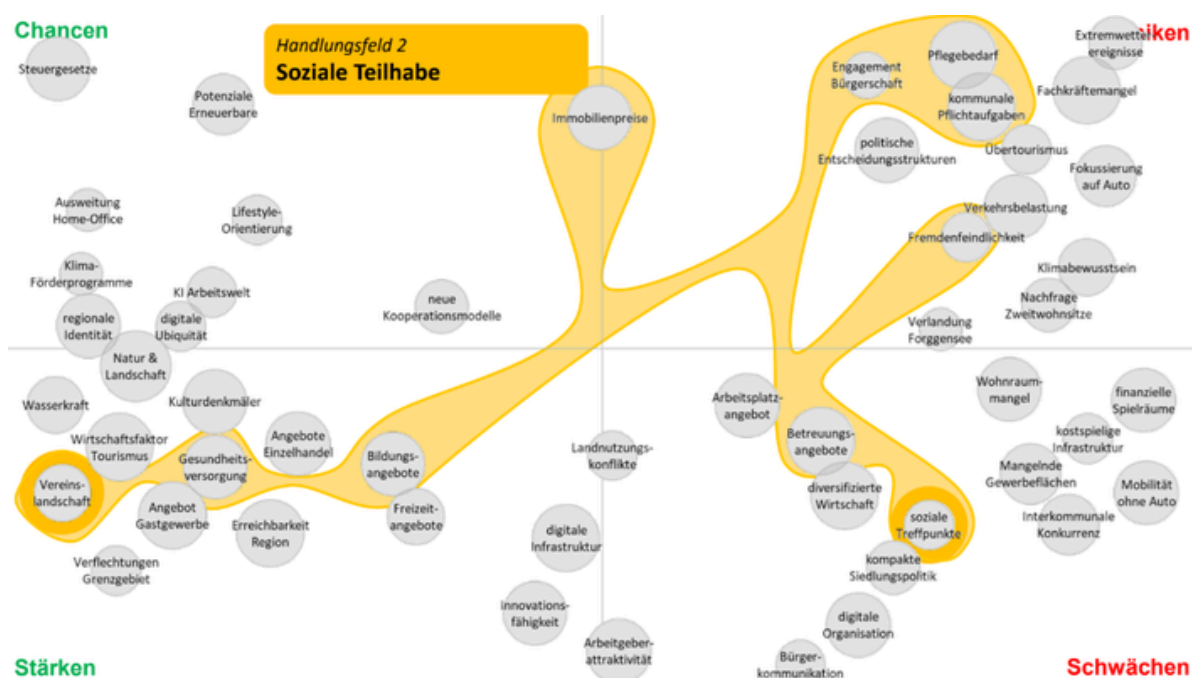 Chancen
iken
Handlungsfeld 2
Soziale Teilhabe
Steuergesetze
Potenziale
Erneuerbare
Immobilienpreise
Engagement
Bürgerschaft
Pflegebedarf
kommunale
Pflichtaufgaben
Extremwetter
ereignisse
Fachkräftemangel
politische
Entscheidungsstrukturen
Übertourismus
Fokussierung
auf Auto
Ausweitung
Home-Office
Lifestyle-
Orientierung
Verkehrsbelastung
Fremdenfeindlichkeit
Klima-
Förderprogramme
KI Arbeitswelt
neue
Kooperationsmodelle
Klimabewusstsein
Nachfrage
Zweitwohnsitze
regionale
Identität
digitale
Ubiquität
Verlandung
Forggensee
Natur &
Landschaft
Wasserkraft
Kulturdenkmäler
Arbeitsplatz-
angebot
Wohnraum-
mangel
finanzielle
Spielräume
Wirtschaftsfaktor
Tourismus
Angebote
Einzelhandel
Gesundheits-
versorgung
Bildungs-
angebote
Landnutzungs-
konflikte
Betreuungs-
angebote
kostspielige
Infrastruktur
Mangelnde
Gewerbeflächen
Vereins-
landschaft
Angebot
Gastgewerbe
Erreichbarkeit
Region
Freizeit-
angebote
diversifizierte
Wirtschaft
Mobilität
ohne Auto
Interkommunale
Konkurrenz
digitale
Infrastruktur
soziale
Treffpunkte
Verflechtungen
Grenzgebiet
kompakte
Siedlungspolitik
Innovations-
fähigkeit
digitale
Organisation
Arbeitgeber-
attraktivität
Bürger-
kommunikation
Stärken
Schwächen